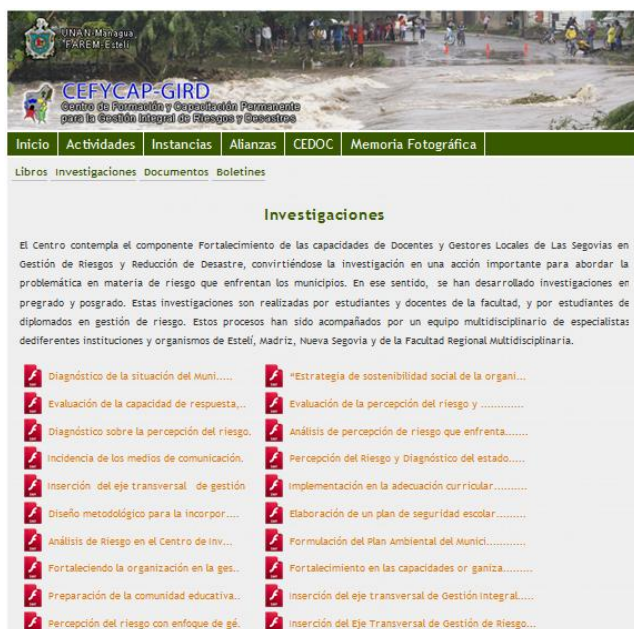 UNAN-Managua
FAREM-Estelí
CEFYCAP-GIRD
Centro de Formación y Capacitación Permanente
para la Gestión Integral de Riesgos y Desastres
Inicio Actividades Instancias Alianzas CEDOC Memoria Fotográfica
Libros Investigaciones Documentos Boletines
Investigaciones
El Centro contempla el componente Fortalecimiento de las capacidades de Docentes y Gestores Locales de Las Segovias en
Gestión de Riesgos y Reducción de Desastre, convirtiéndose la investigación en una acción importante para abordar la
problemática en materia de riesgo que enfrentan los municipios. En ese sentido, se han desarrollado investigaciones en
pregrado y posgrado. Estas investigaciones son realizadas por estudiantes y docentes de la facultad, y por estudiantes de
diplomados en gestión de riesgo. Estos procesos han sido acompañados por un equipo multidisciplinario de especialistas
dediferentes instituciones y organismos de Estelí, Madriz, Nueva Segovia y de la Facultad Regional Multidisciplinaria.
Diagnóstico de la situación del Muni..... "Estrategia de sostenibilidad social de la organi...
Evaluación de la capacidad de respuesta,.. Evaluación de la percepción del riesgo y .............
Diagnóstico sobre la percepción del riesgo. Análisis de percepción de riesgo que enfrenta.......
Incidencia de los medios de comunicación. Percepción del Riesgo y Diagnóstico del estado.....
Inserción del eje transversal de gestión Implementación en la adecuación curricular..........
Diseño metodológico para la incorpor.... Elaboración de un plan de seguridad escolar.........
Análisis de Riesgo en el Centro de Inv... Formulación del Plan Ambiental del Munici............
Fortaleciendo la organización en la ges.. Fortalecimiento en las capacidades or ganiza.........
Preparación de la comunidad educativa.. Inserción del eje transversal de Gestión Integral.....
Percepción del riesgo con enfoque de gé. Inserción del Eje Transversal de Gestión de Riesgo...